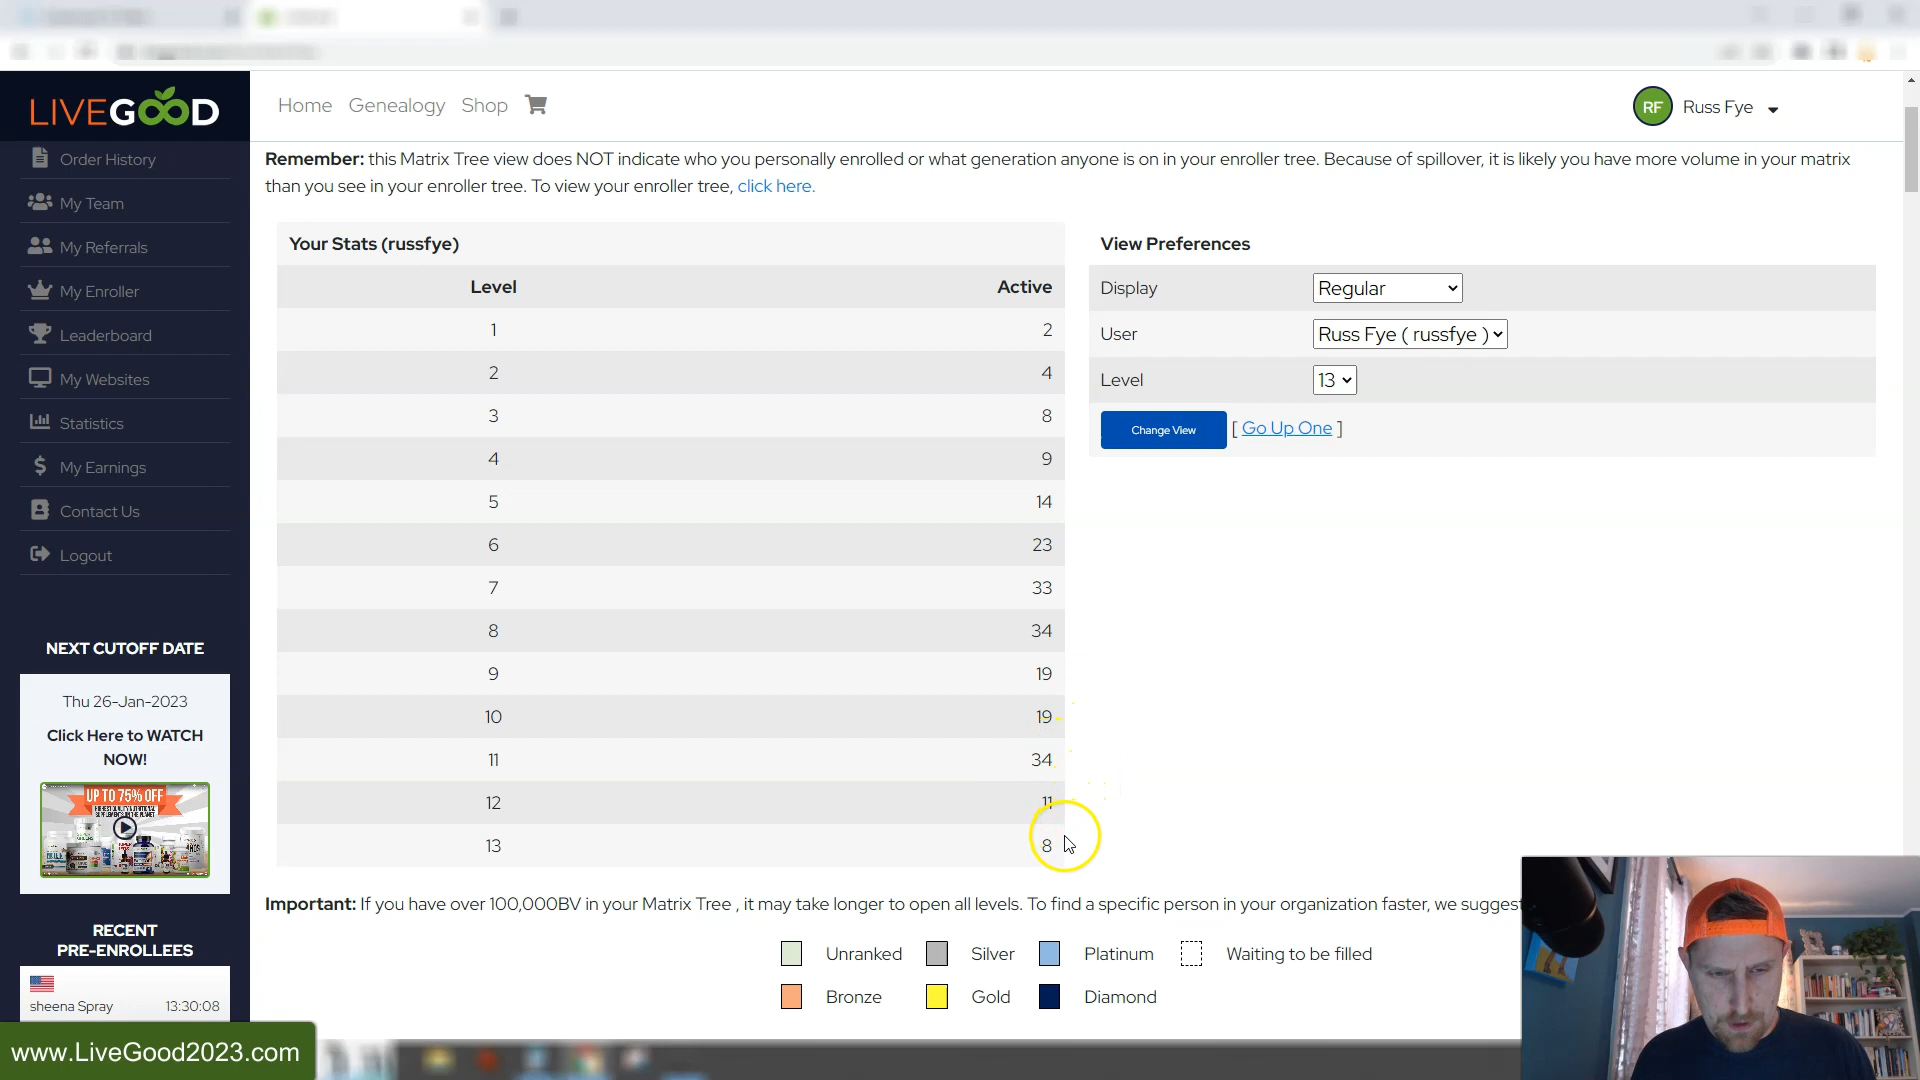 LIVEGOOD
Home Genealogy Shop
RF Russ Fye
Order History
My Team
My Referrals
My Enroller
Leaderboard
My Websites
Statistics
My Earnings
Contact Us
Logout
NEXT CUTOFF DATE
Thu 26-Jan-2023
Click Here to WATCH
NOW!
UP TO 75% OFF
HIGHEST QUALITY NUTRITIONAL
SUPPLEMENTS ON THE PLANET
RECENT
PRE-ENROLLEES
sheena Spray 13:30:08
www.LiveGood2023.com
Remember: this Matrix Tree view does NOT indicate who you personally enrolled or what generation anyone is on in your enroller tree. Because of spillover, it is likely you have more volume in your matrix
than you see in your enroller tree. To view your enroller tree, click here.
Your Stats (russfye)
Level Active
1 2
2 4
3 8
4 9
5 14
6 23
7 33
8 34
9 19
10 19
11 34
12 11
13 8
View Preferences
Display Regular
User Russ Fye ( russfye )
Level 13
Change View [ Go Up One ]
Important: If you have over 100,000BV in your Matrix Tree , it may take longer to open all levels. To find a specific person in your organization faster, we suggest
Unranked Silver Platinum Waiting to be filled
Bronze Gold Diamond